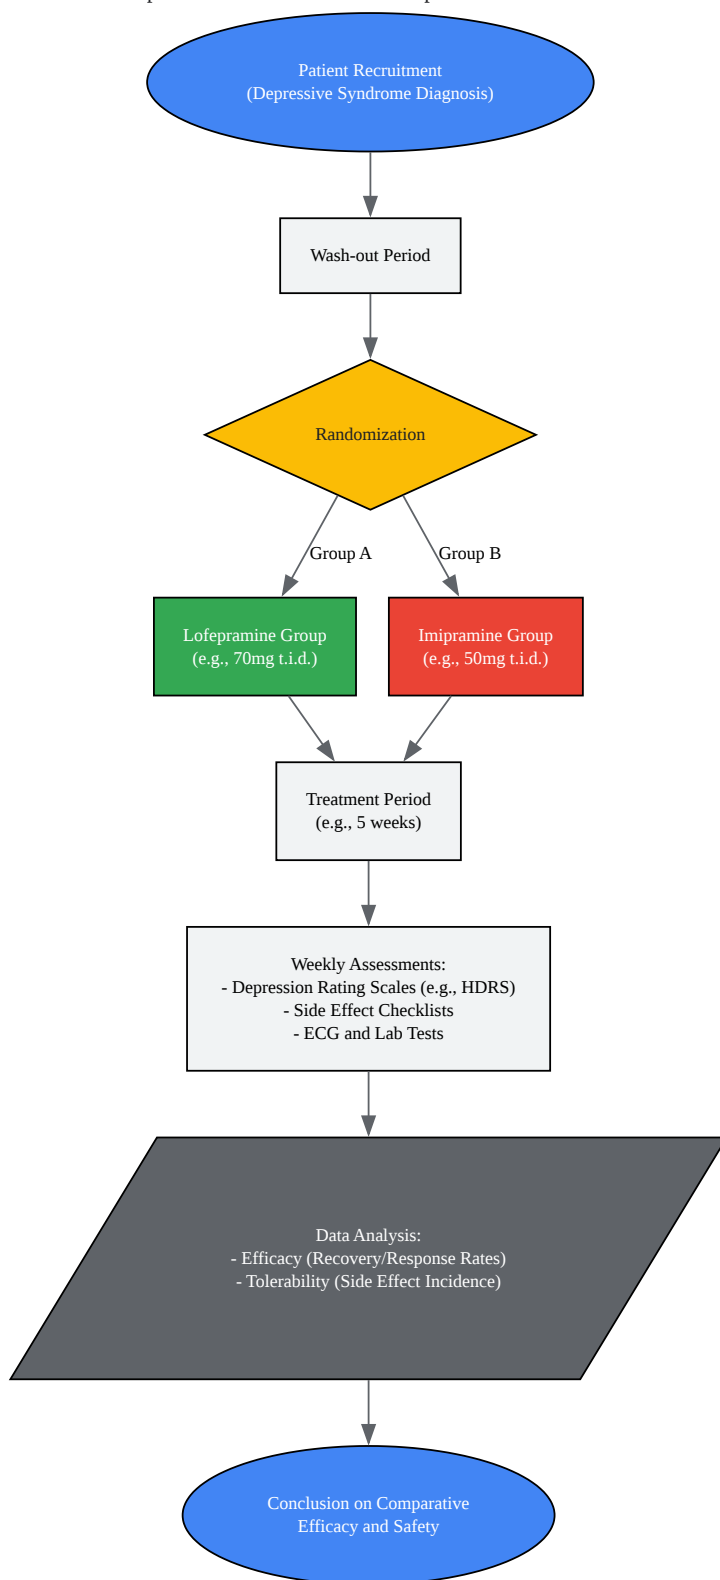 Patient Recruitment
(Depressive Syndrome Diagnosis)
Wash-out Period
Randomization
Group A
Group B
Lofepramine Group
(e.g., 70mg t.i.d.)
Imipramine Group
(e.g., 50mg t.i.d.)
Treatment Period
(e.g., 5 weeks)
Weekly Assessments:
- Depression Rating Scales (e.g., HDRS)
- Side Effect Checklists
- ECG and Lab Tests
Data Analysis:
- Efficacy (Recovery/Response Rates)
- Tolerability (Side Effect Incidence)
Conclusion on Comparative
Efficacy and Safety